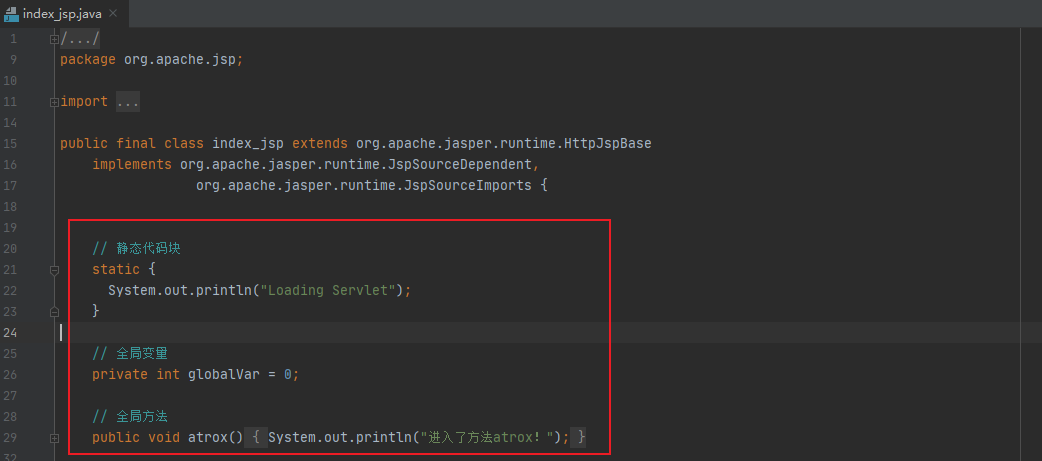 index_jsp.java
1 /.../
9 package org.apache.jsp;
10
11 import ...
14
15 public final class index_jsp extends org.apache.jasper.runtime.HttpJspBase
16 implements org.apache.jasper.runtime.JspSourceDependent,
17 org.apache.jasper.runtime.JspSourceImports {
18
19
20 // 静态代码块
21 static {
22 System.out.println("Loading Servlet");
23 }
24
25 // 全局变量
26 private int globalVar = 0;
27
28 // 全局方法
29 public void atrox() { System.out.println("进入了方法atrox! "); }
32